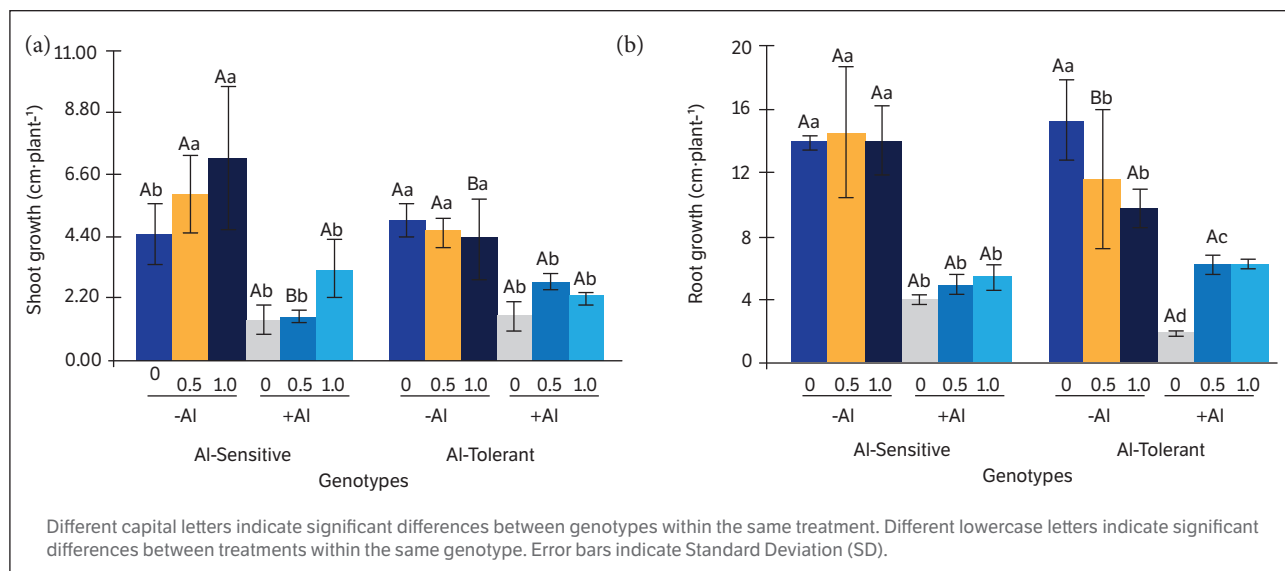 (a)
Shoot growth (cm·plant-¹)
11.00
8.80
6.60
4.40
2.20
0.00
Ab
Aa
Aa
Ab
Bb
Ab
Aa
Aa
Ba
Ab
Ab
Ab
0 0.5 1.0 0 0.5 1.0 0 0.5 1.0 0 0.5 1.0
-Al +Al -Al +Al
Al-Sensitive Al-Tolerant
Genotypes
(b)
Root growth (cm·plant-¹)
20
16
12
8
4
0
Aa
Aa
Aa
Ab
Ab
Ab
Aa
Bb
Ab
Ad
Ac
0 0.5 1.0 0 0.5 1.0 0 0.5 1.0 0 0.5 1.0
-Al +Al -Al +Al
Al-Sensitive Al-Tolerant
Genotypes
Different capital letters indicate significant differences between genotypes within the same treatment. Different lowercase letters indicate significant
differences between treatments within the same genotype. Error bars indicate Standard Deviation (SD).